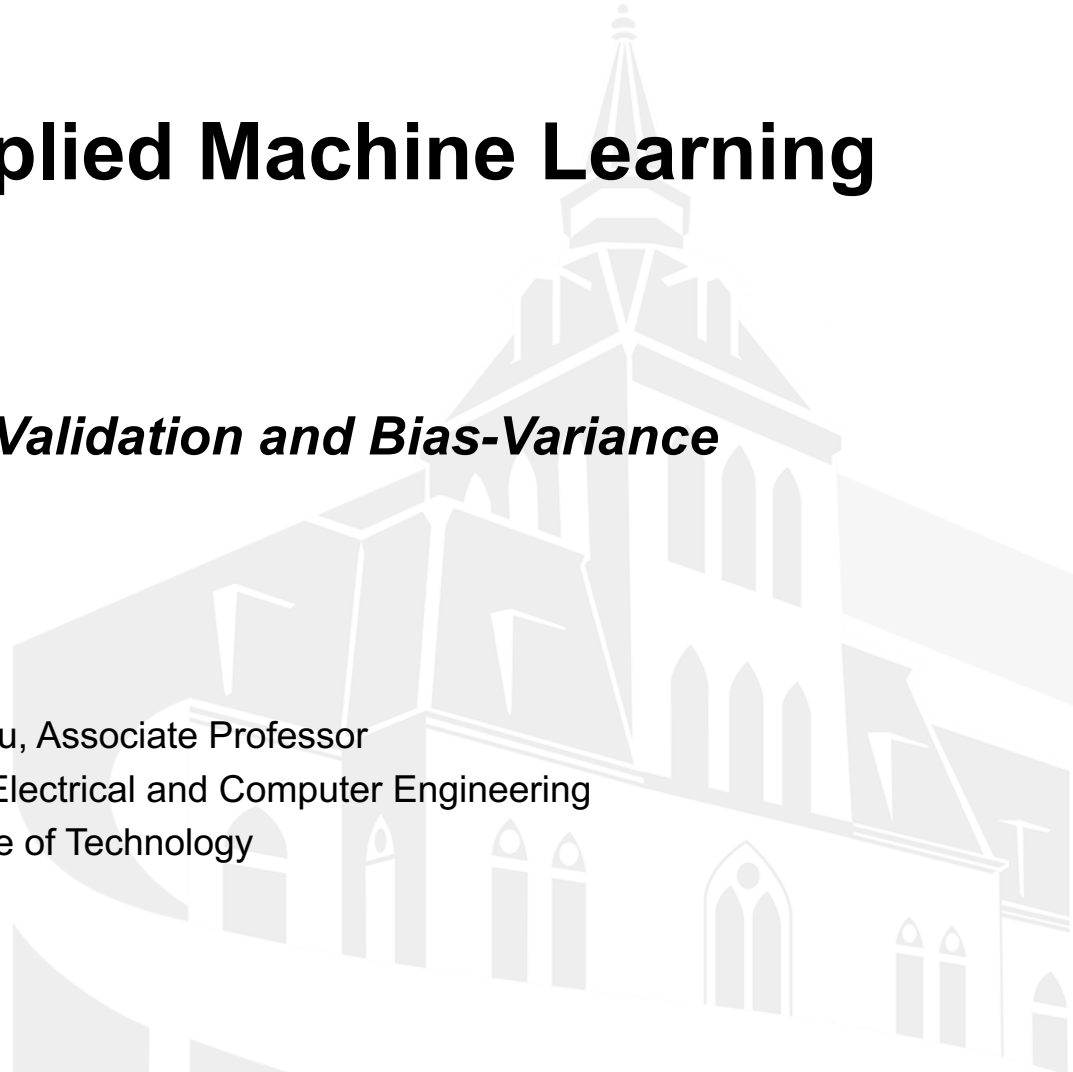 plied Machine Learning
Validation and Bias-Variance
u, Associate Professor
Electrical and Computer Engineering
e of Technology